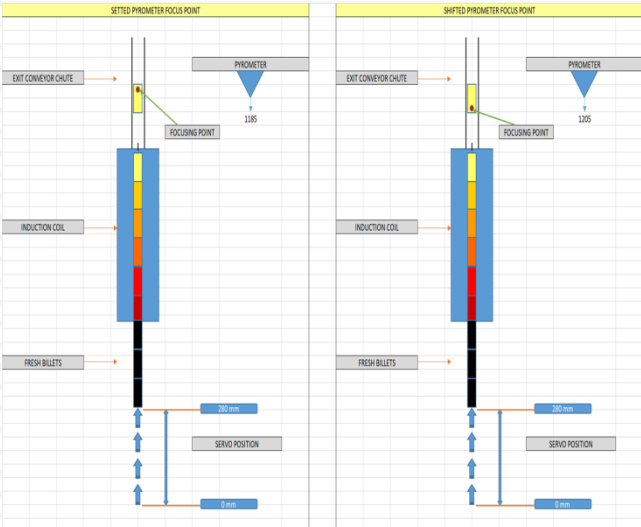 SETTED PYROMETER FOCUS POINT
PYROMETER
EXIT CONVEYOR CHUTE
1185
FOCUSING POINT
INDUCTION COIL
FRESH BILLETS
280 mm
SERVO POSITION
0 mm
SHIFTED PYROMETER FOCUS POINT
PYROMETER
EXIT CONVEYOR CHUTE
1205
FOCUSING POINT
INDUCTION COIL
FRESH BILLETS
280 mm
SERVO POSITION
0 mm